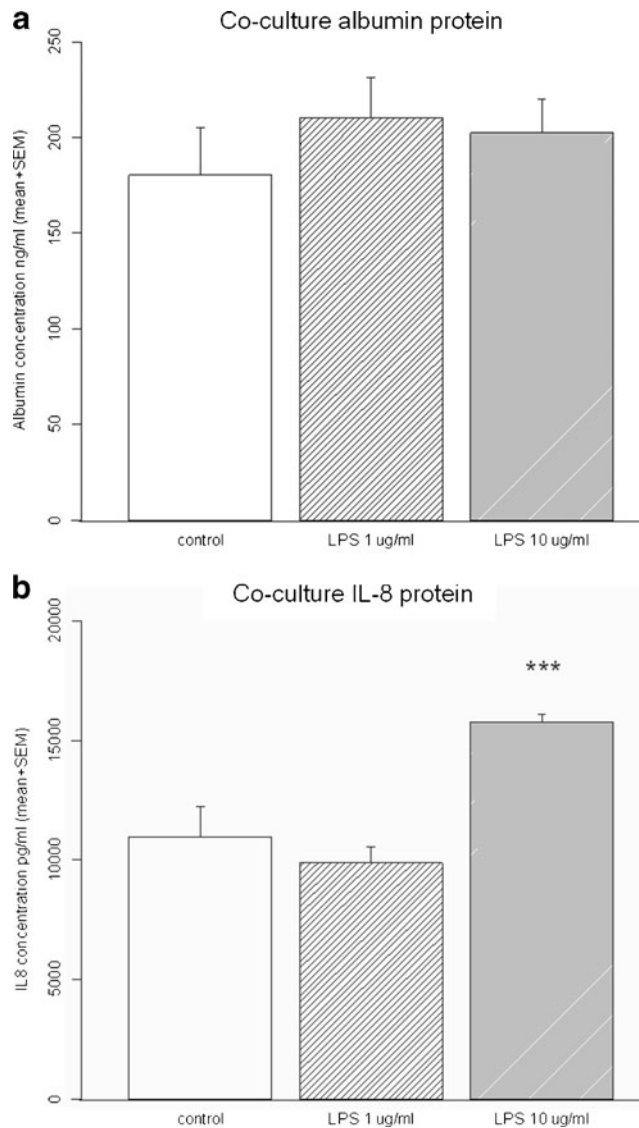 a
Co-culture albumin protein
Albumin concentration ng/ml (mean+SEM)
250
200
150
100
50
0
control
LPS 1 ug/ml
LPS 10 ug/ml
b
Co-culture IL-8 protein
IL8 concentration pg/ml (mean+SEM)
20000
15000
10000
5000
0
***
control
LPS 1 ug/ml
LPS 10 ug/ml